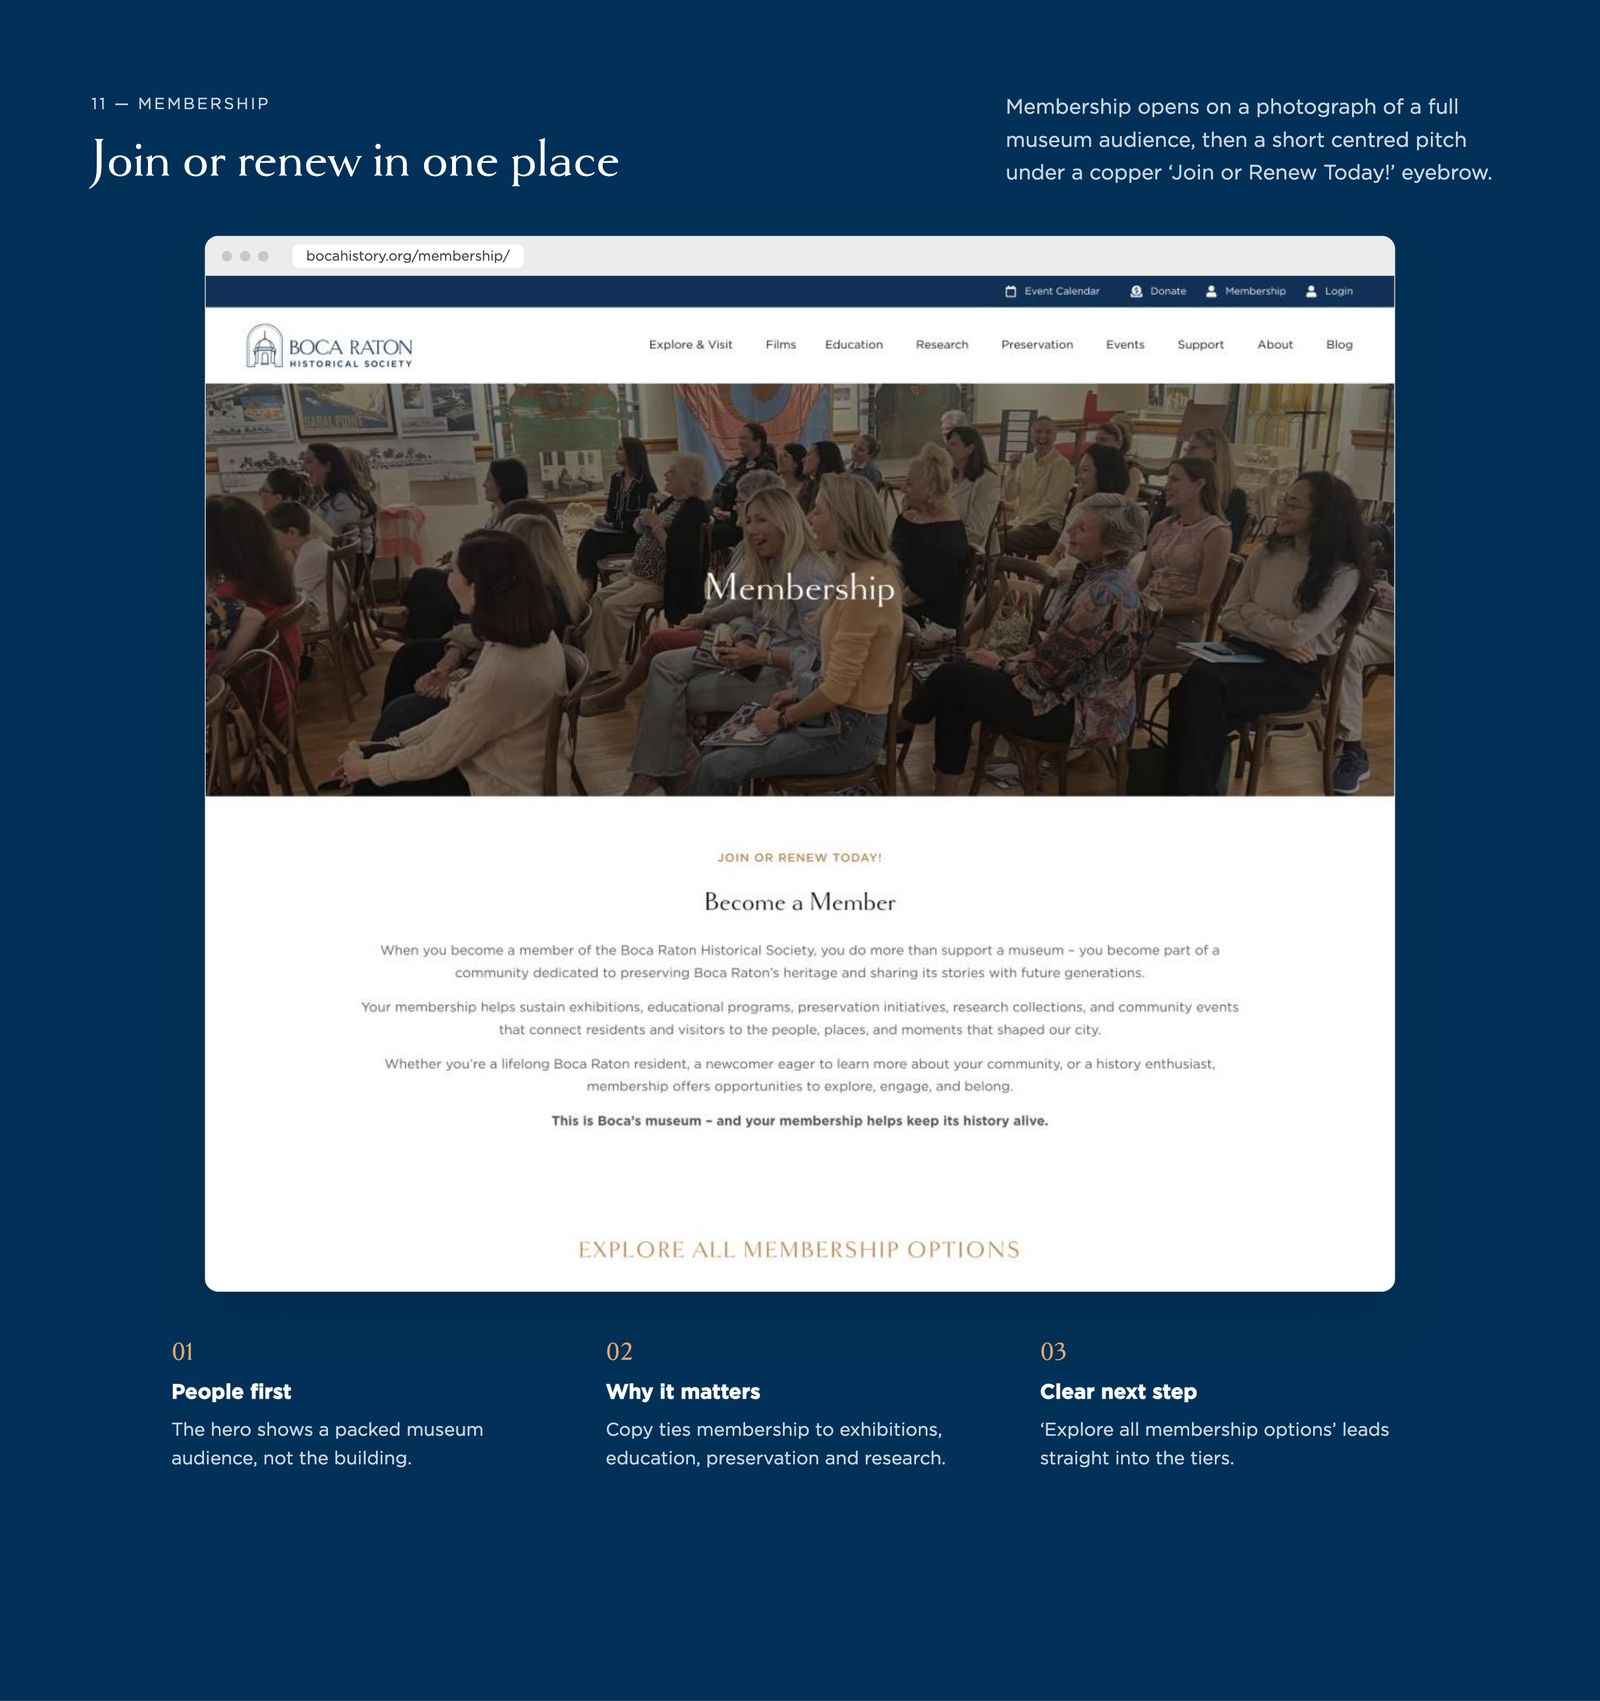 11 — MEMBERSHIP
Join or renew in one place
Membership opens on a photograph of a full
museum audience, then a short centred pitch
under a copper ‘Join or Renew Today!’ eyebrow.
bocahistory.org/membership/
Event Calendar Donate Membership Login
BOCA RATON
HISTORICAL SOCIETY
Explore & Visit Films Education Research Preservation Events Support About Blog
SABAL POINT
Membership
JOIN OR RENEW TODAY!
Become a Member
When you become a member of the Boca Raton Historical Society, you do more than support a museum – you become part of a
community dedicated to preserving Boca Raton’s heritage and sharing its stories with future generations.
Your membership helps sustain exhibitions, educational programs, preservation initiatives, research collections, and community events
that connect residents and visitors to the people, places, and moments that shaped our city.
Whether you’re a lifelong Boca Raton resident, a newcomer eager to learn more about your community, or a history enthusiast,
membership offers opportunities to explore, engage, and belong.
This is Boca’s museum – and your membership helps keep its history alive.
EXPLORE ALL MEMBERSHIP OPTIONS
01
People first
The hero shows a packed museum
audience, not the building.
02
Why it matters
Copy ties membership to exhibitions,
education, preservation and research.
03
Clear next step
‘Explore all membership options’ leads
straight into the tiers.